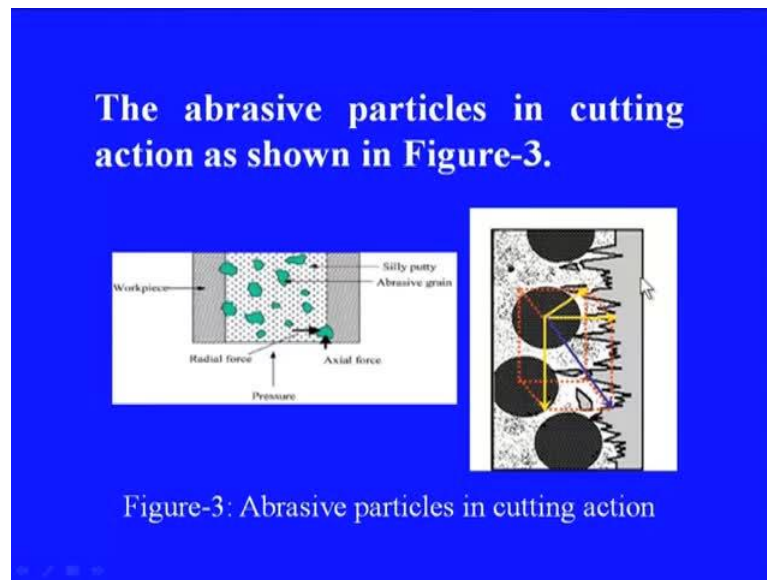 The abrasive particles in cutting
action as shown in Figure-3.
Silly putty
Abrasive grain
Workpiece
Radial force
Axial force
Pressure
Figure-3: Abrasive particles in cutting action